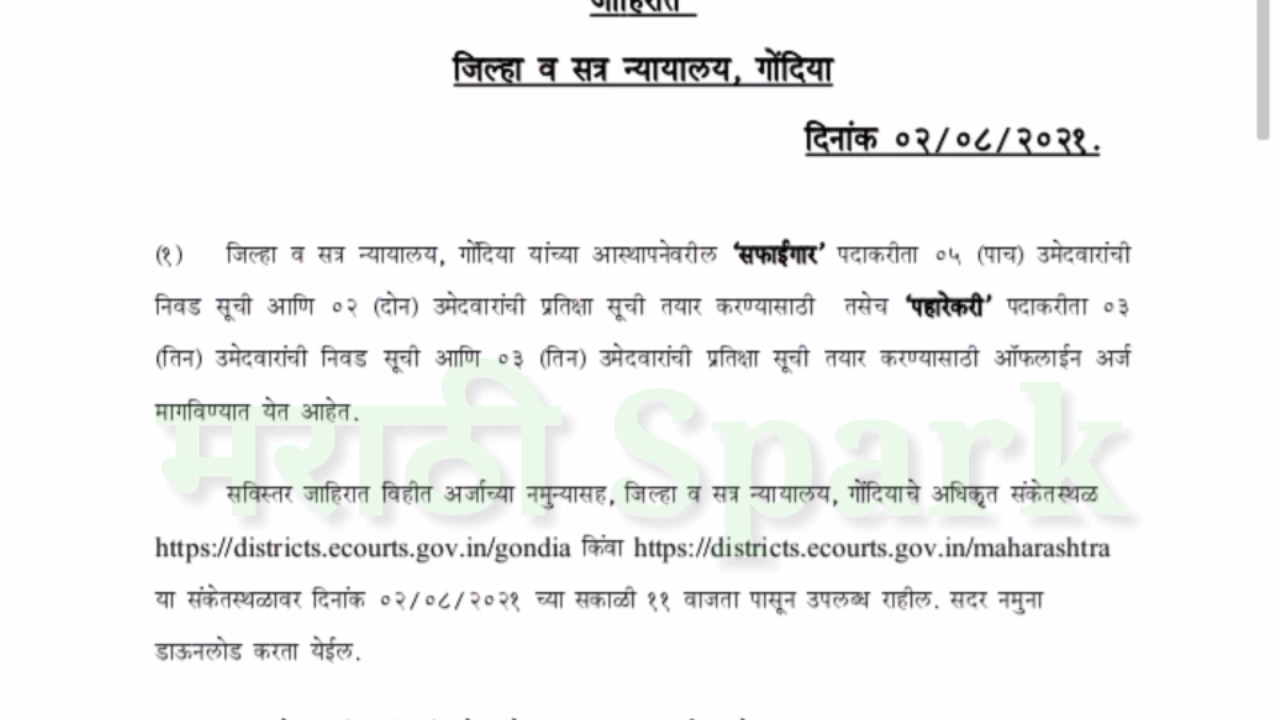 जाहिरात
जिल्हा व सत्र न्यायालय, गोंदिया
दिनांक ०२/०८/२०२१.
(१) जिल्हा व सत्र न्यायालय, गोंदिया यांच्या आस्थापनेवरील ‘सफाईगार’ पदाकरीता ०५ (पाच) उमेदवारांची
निवड सूची आणि ०२ (दोन) उमेदवारांची प्रतिक्षा सूची तयार करण्यासाठी तसेच ‘पहारेकरी’ पदाकरीता ०३
(तिन) उमेदवारांची निवड सूची आणि ०३ (तिन) उमेदवारांची प्रतिक्षा सूची तयार करण्यासाठी ऑफलाईन अर्ज
मागविण्यात येत आहेत.
मराठी Spark
सविस्तर जाहिरात विहीत अर्जाच्या नमुन्यासह, जिल्हा व सत्र न्यायालय, गोंदियाचे अधिकृत संकेतस्थळ
https://districts.ecourts.gov.in/gondia किंवा https://districts.ecourts.gov.in/maharashtra
या संकेतस्थळावर दिनांक ०२/०८/२०२१ च्या सकाळी ११ वाजता पासून उपलब्ध राहील. सदर नमुना
डाऊनलोड करता येईल.